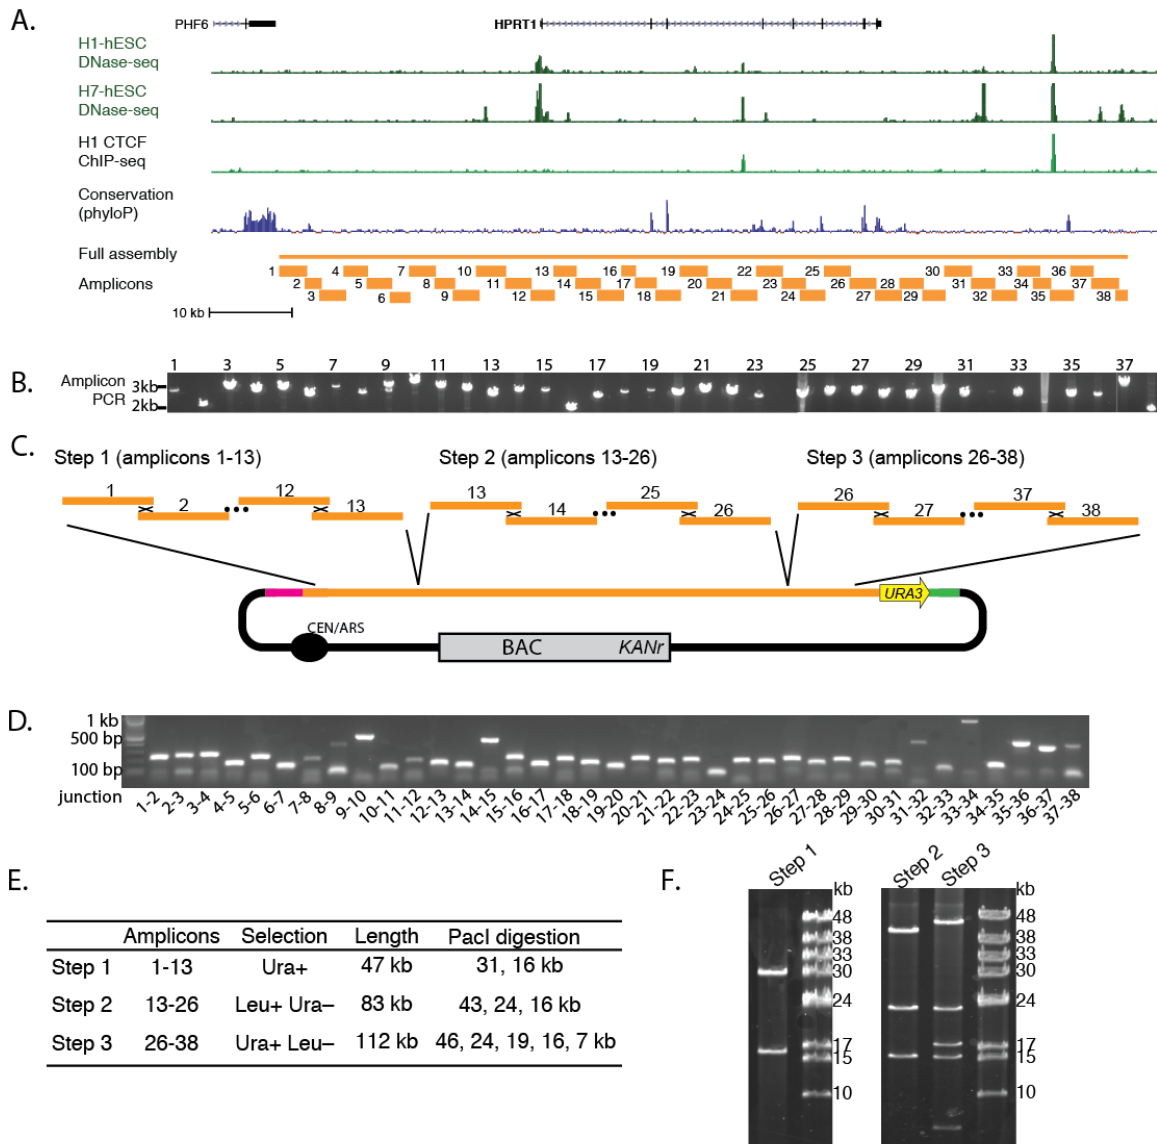 A.
PHF6
HPRT1
H1-hESC
DNase-seq
H7-hESC
DNase-seq
H1 CTCF
ChIP-seq
Conservation
(phyloP)
Full assembly
1 4 7 10 13 16 19 22 25 30 33 36
Amplicons
2 5 8 11 14 17 20 23 26 28 31 34 37
3 6 9 12 15 18 21 24 27 29 32 35 38
10 kb
B.
1 3 5 7 9 11 13 15 17 19 21 23 25 27 29 31 33 35 37
Amplicon
PCR
3kb
2kb
C.
Step 1 (amplicons 1-13)
Step 2 (amplicons 13-26)
Step 3 (amplicons 26-38)
1 12 13 25 26 37
2 13 14 26 27 38
URA3
CEN/ARS
BAC
KANr
D.
1 kb
500 bp
100 bp
junction
1-2 2-3 3-4 4-5 5-6 6-7 7-8 8-9 9-10 10-11 11-12 12-13 13-14 14-15 15-16 16-17 17-18 18-19 19-20 20-21 21-22 22-23 23-24 24-25 25-26 26-27 27-28 28-29 29-30 30-31 31-32 32-33 33-34 34-35 35-36 36-37 37-38
E.
Amplicons Selection Length PacI digestion
Step 1 1-13 Ura+ 47 kb 31, 16 kb
Step 2 13-26 Leu+ Ura– 83 kb 43, 24, 16 kb
Step 3 26-38 Ura+ Leu– 112 kb 46, 24, 19, 16, 7 kb
F.
Step 1
kb
48
38
33
30
24
17
15
10
Step 2
Step 3
kb
48
38
33
30
24
17
15
10